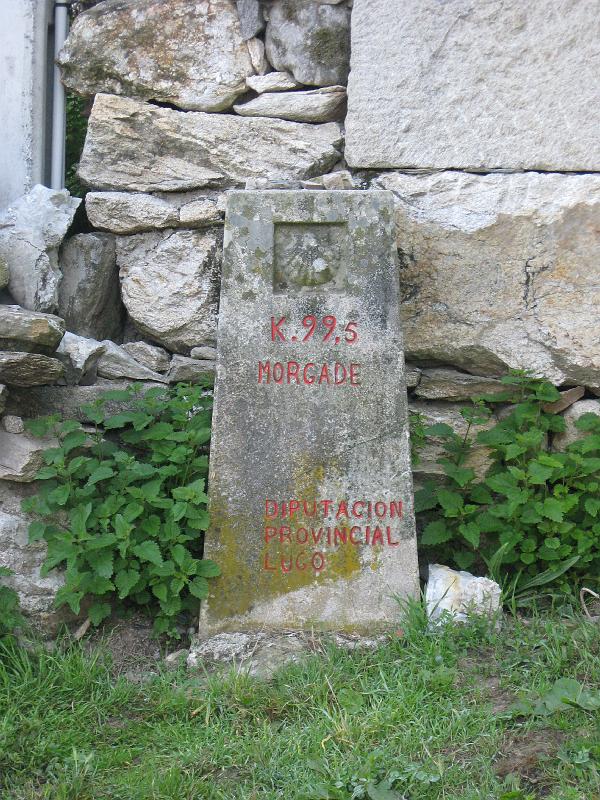 K.99,5
MORGADE
DIPUTACION
PROVINCIAL
LUGO